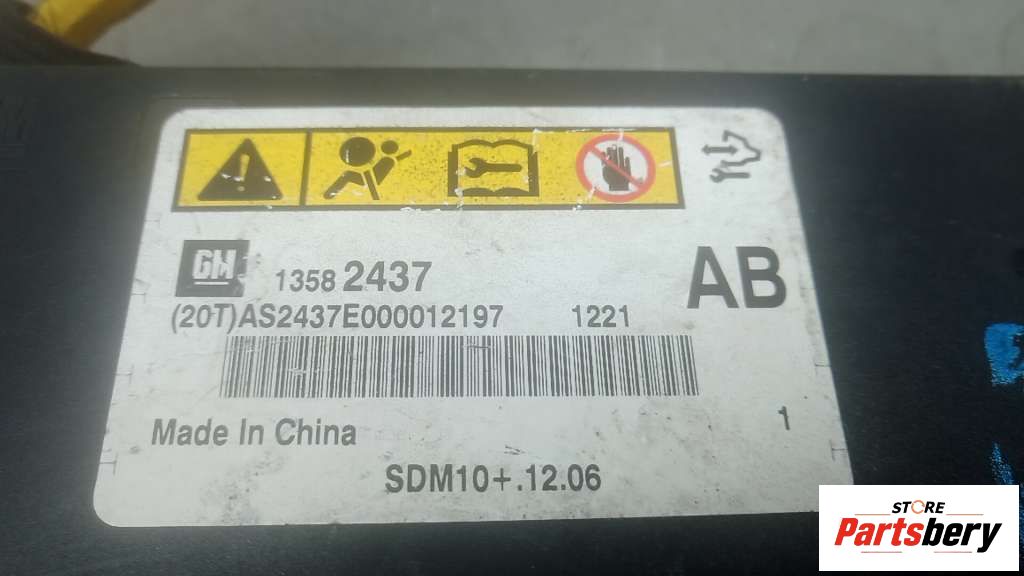 GM 1358 2437 AB
(20T)AS2437E000012197 1221
Made In China 1
SDM10+.12.06
STORE
Partsbery